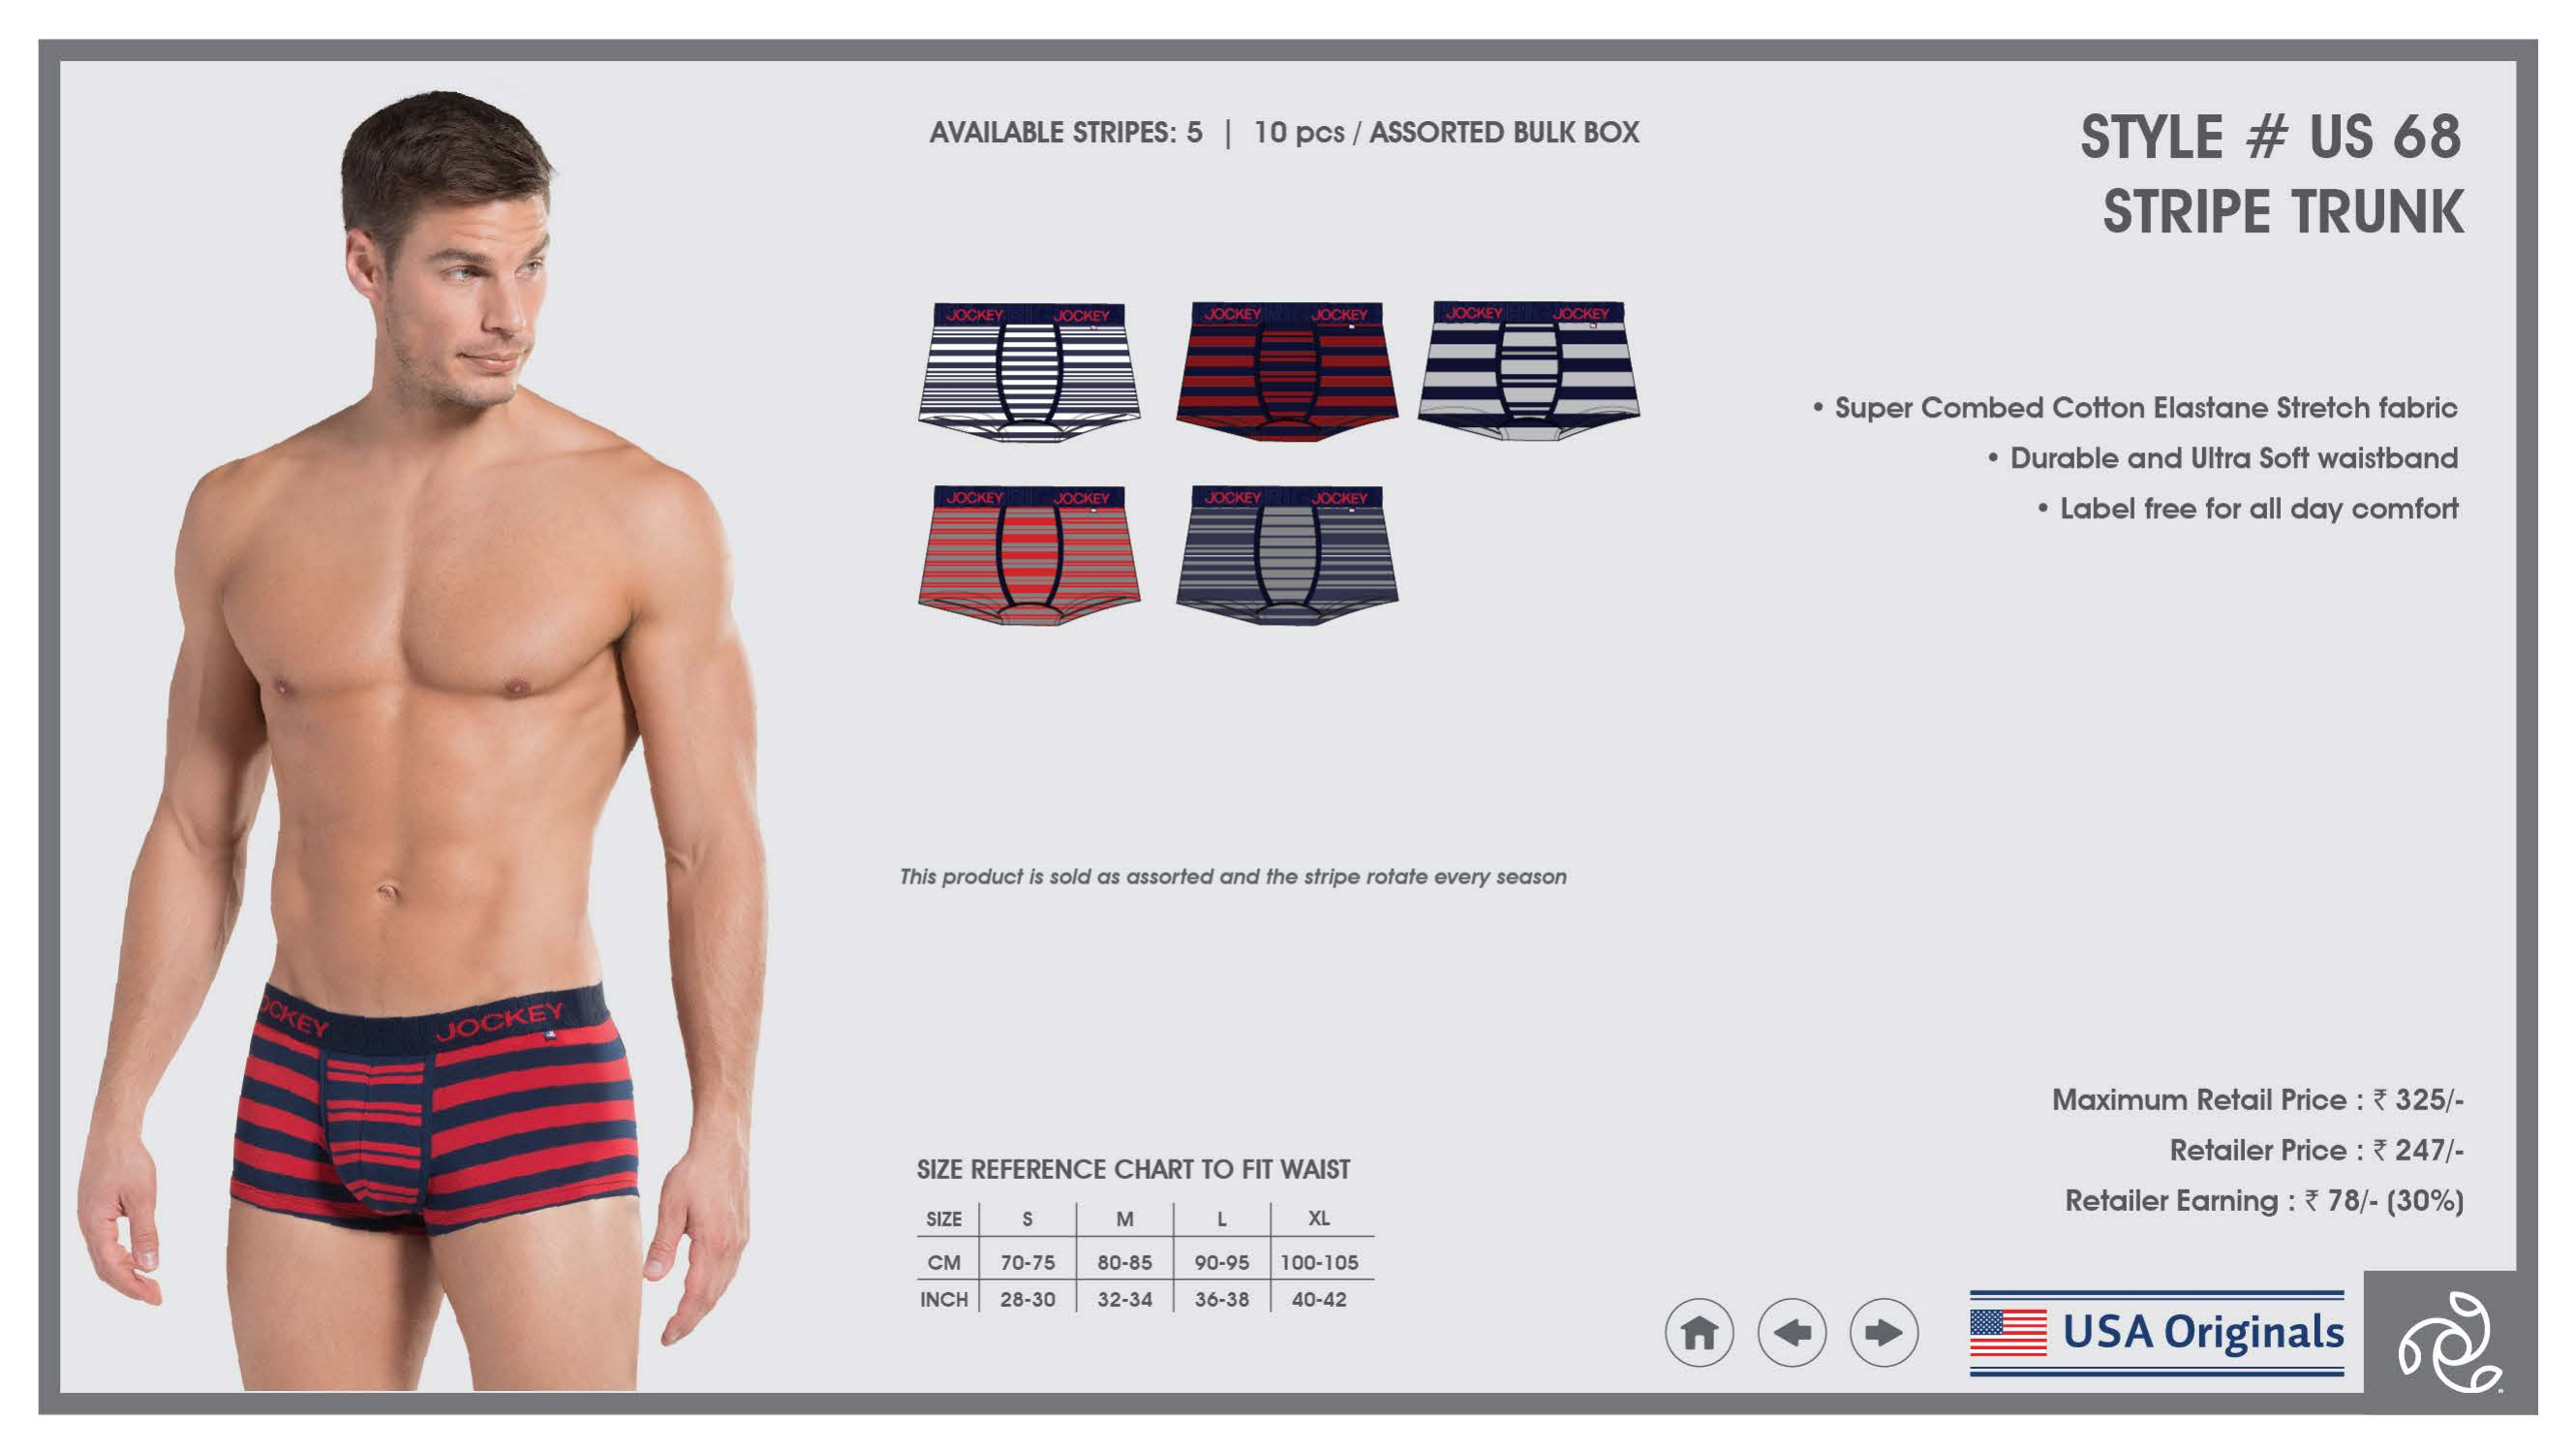 AVAILABLE STRIPES: 5 | 10 pcs / ASSORTED BULK BOX
STYLE # US 68
STRIPE TRUNK
JOCKEY JOCKEY
JOCKEY JOCKEY
JOCKEY JOCKEY
JOCKEY JOCKEY
JOCKEY JOCKEY
• Super Combed Cotton Elastane Stretch fabric
• Durable and Ultra Soft waistband
• Label free for all day comfort
This product is sold as assorted and the stripe rotate every season
OCKEY JOCKEY
SIZE REFERENCE CHART TO FIT WAIST
SIZE S M L XL
CM 70-75 80-85 90-95 100-105
INCH 28-30 32-34 36-38 40-42
Maximum Retail Price : ₹ 325/-
Retailer Price : ₹ 247/-
Retailer Earning : ₹ 78/- (30%)
USA Originals